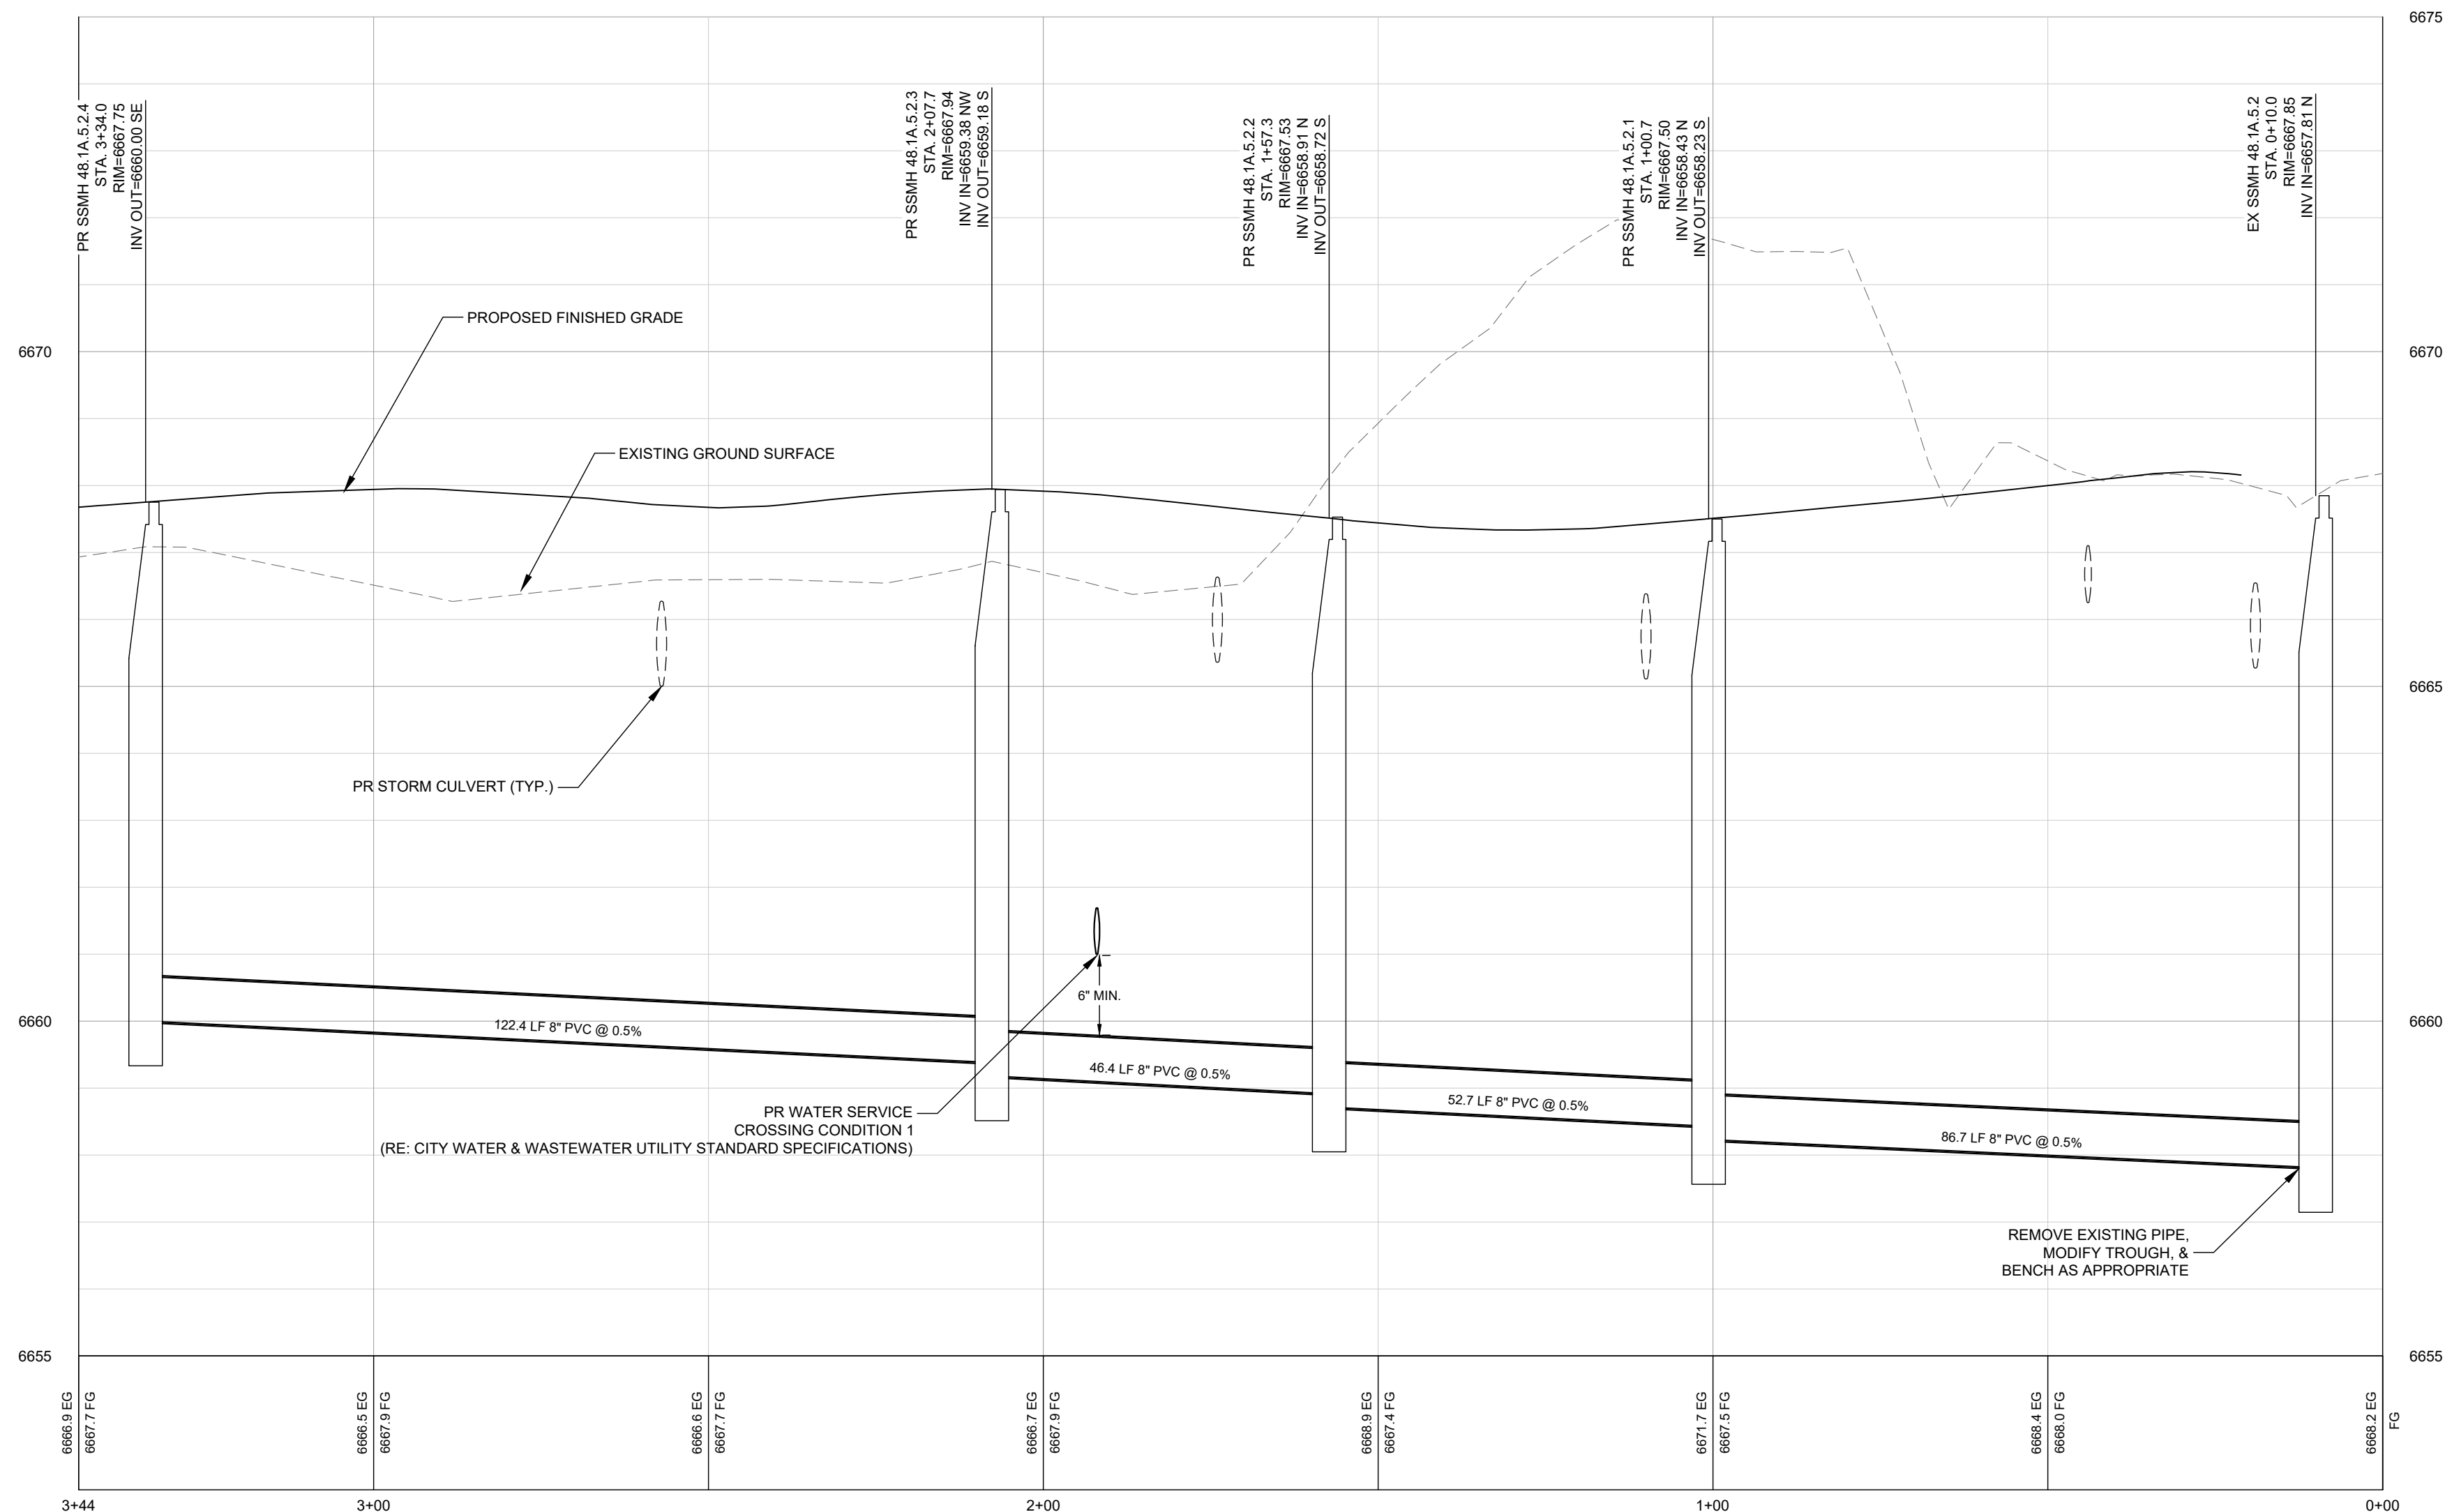 6675
PR SSMH 48.1A.5.2.4
STA. 3+34.0
RIM=6667.75
INV OUT=6660.00 SE
PR SSMH 48.1A.5.2.3
STA. 2+07.7
RIM=6667.94
INV IN=6659.38 NW
INV OUT=6659.18 S
PR SSMH 48.1A.5.2.2
STA. 1+57.3
RIM=6667.53
INV IN=6658.91 N
INV OUT=6658.72 S
PR SSMH 48.1A.5.2.1
STA. 1+00.7
RIM=6667.50
INV IN=6658.43 N
INV OUT=6658.23 S
EX SSMH 48.1A.5.2
STA. 0+10.0
RIM=6667.85
INV IN=6657.81 N
PROPOSED FINISHED GRADE
6670
6670
EXISTING GROUND SURFACE
6665
PR STORM CULVERT (TYP.)
6" MIN.
6660
6660
122.4 LF 8" PVC @ 0.5%
46.4 LF 8" PVC @ 0.5%
52.7 LF 8" PVC @ 0.5%
86.7 LF 8" PVC @ 0.5%
PR WATER SERVICE
CROSSING CONDITION 1
(RE: CITY WATER & WASTEWATER UTILITY STANDARD SPECIFICATIONS)
REMOVE EXISTING PIPE,
MODIFY TROUGH, &
BENCH AS APPROPRIATE
6655
6655
6666.9 EG
6667.7 FG
6666.5 EG
6667.9 FG
6666.6 EG
6667.7 FG
6666.7 EG
6667.9 FG
6668.9 EG
6667.4 FG
6671.7 EG
6667.5 FG
6668.4 EG
6668.0 FG
6668.2 EG
FG
3+44
3+00
2+00
1+00
0+00